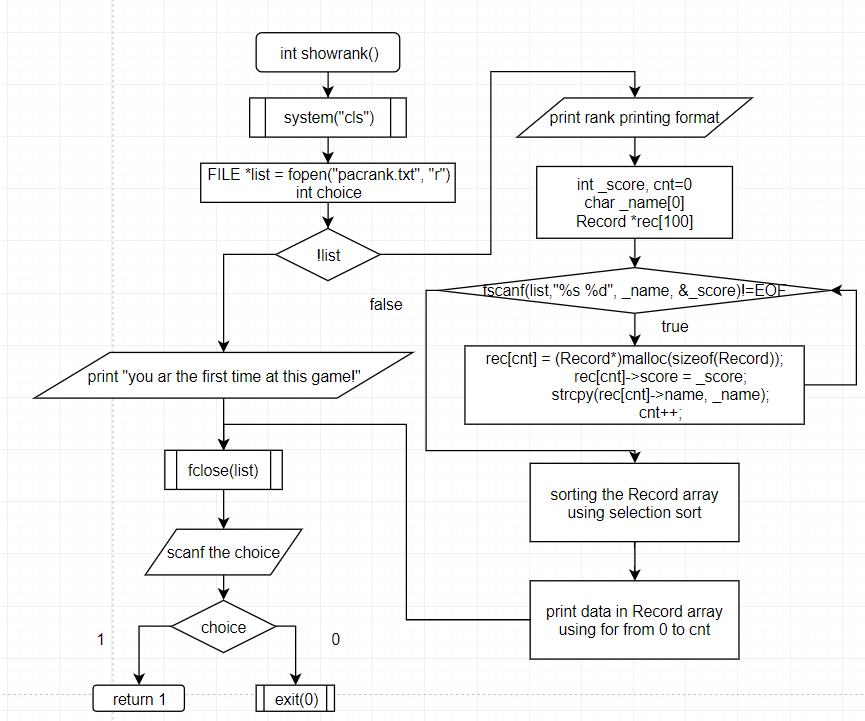 int showrank()
system("cls")
FILE *list = fopen("pacrank.txt", "r")
int choice
!list
false
print "you ar the first time at this game!"
fclose(list)
scanf the choice
choice
1
0
return 1
exit(0)
print rank printing format
int _score, cnt=0
char _name[0]
Record *rec[100]
fscanf(list,"%s %d", _name, &_score)!=EOF
true
rec[cnt] = (Record*)malloc(sizeof(Record));
rec[cnt]->score = _score;
strcpy(rec[cnt]->name, _name);
cnt++;
sorting the Record array
using selection sort
print data in Record array
using for from 0 to cnt